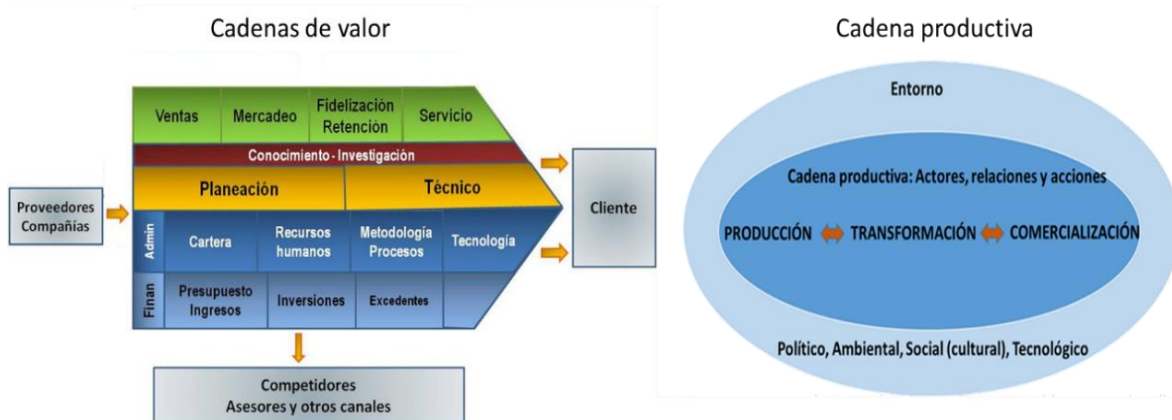 Cadenas de valor
Ventas
Mercadeo
Fidelización
Retención
Servicio
Conocimiento - Investigación
Planeación
Técnico
Proveedores
Compañías
Admin
Cartera
Recursos
humanos
Metodología
Procesos
Tecnología
Finan
Presupuesto
Ingresos
Inversiones
Excedentes
Cliente
Competidores
Asesores y otros canales
Cadena productiva
Entorno
Cadena productiva: Actores, relaciones y acciones
PRODUCCIÓN TRANSFORMACIÓN COMERCIALIZACIÓN
Político, Ambiental, Social (cultural), Tecnológico